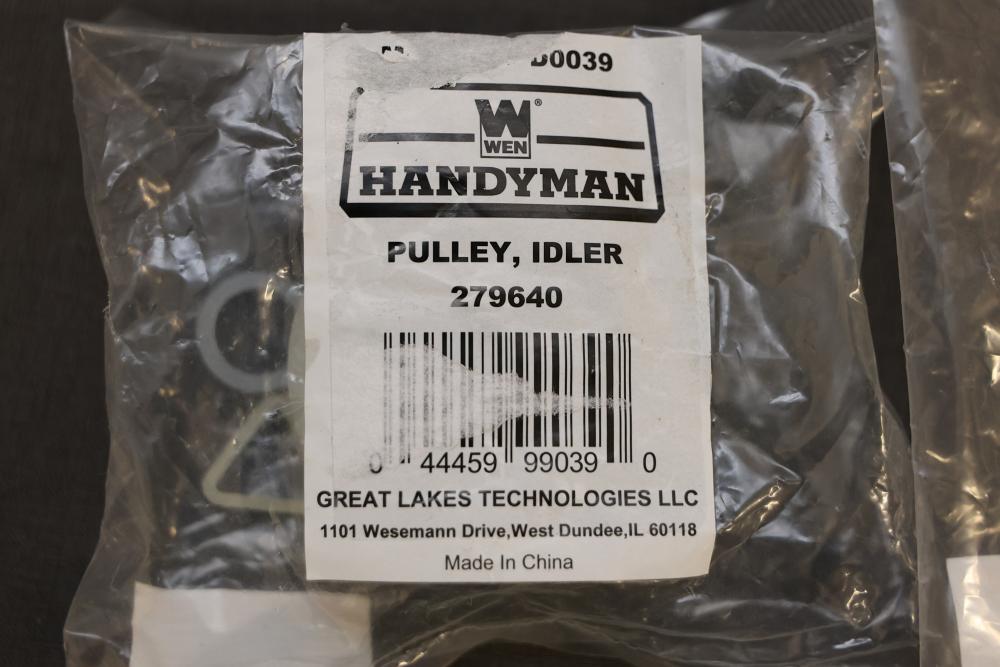 D0039
W®
WEN
HANDYMAN
PULLEY, IDLER
279640
0 44459 99039 0
GREAT LAKES TECHNOLOGIES LLC
1101 Wesemann Drive,West Dundee,IL 60118
Made In China